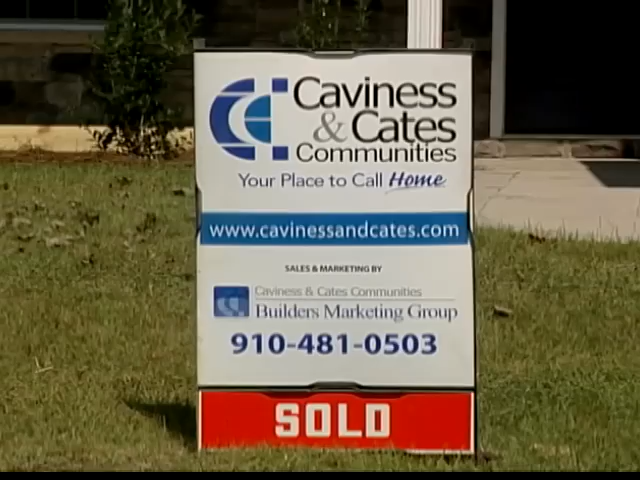 Caviness
& Cates
Communities
Your Place to Call Home
www.cavinessandcates.com
SALES & MARKETING BY
Caviness & Cates Communities
Builders Marketing Group
910-481-0503
SOLD